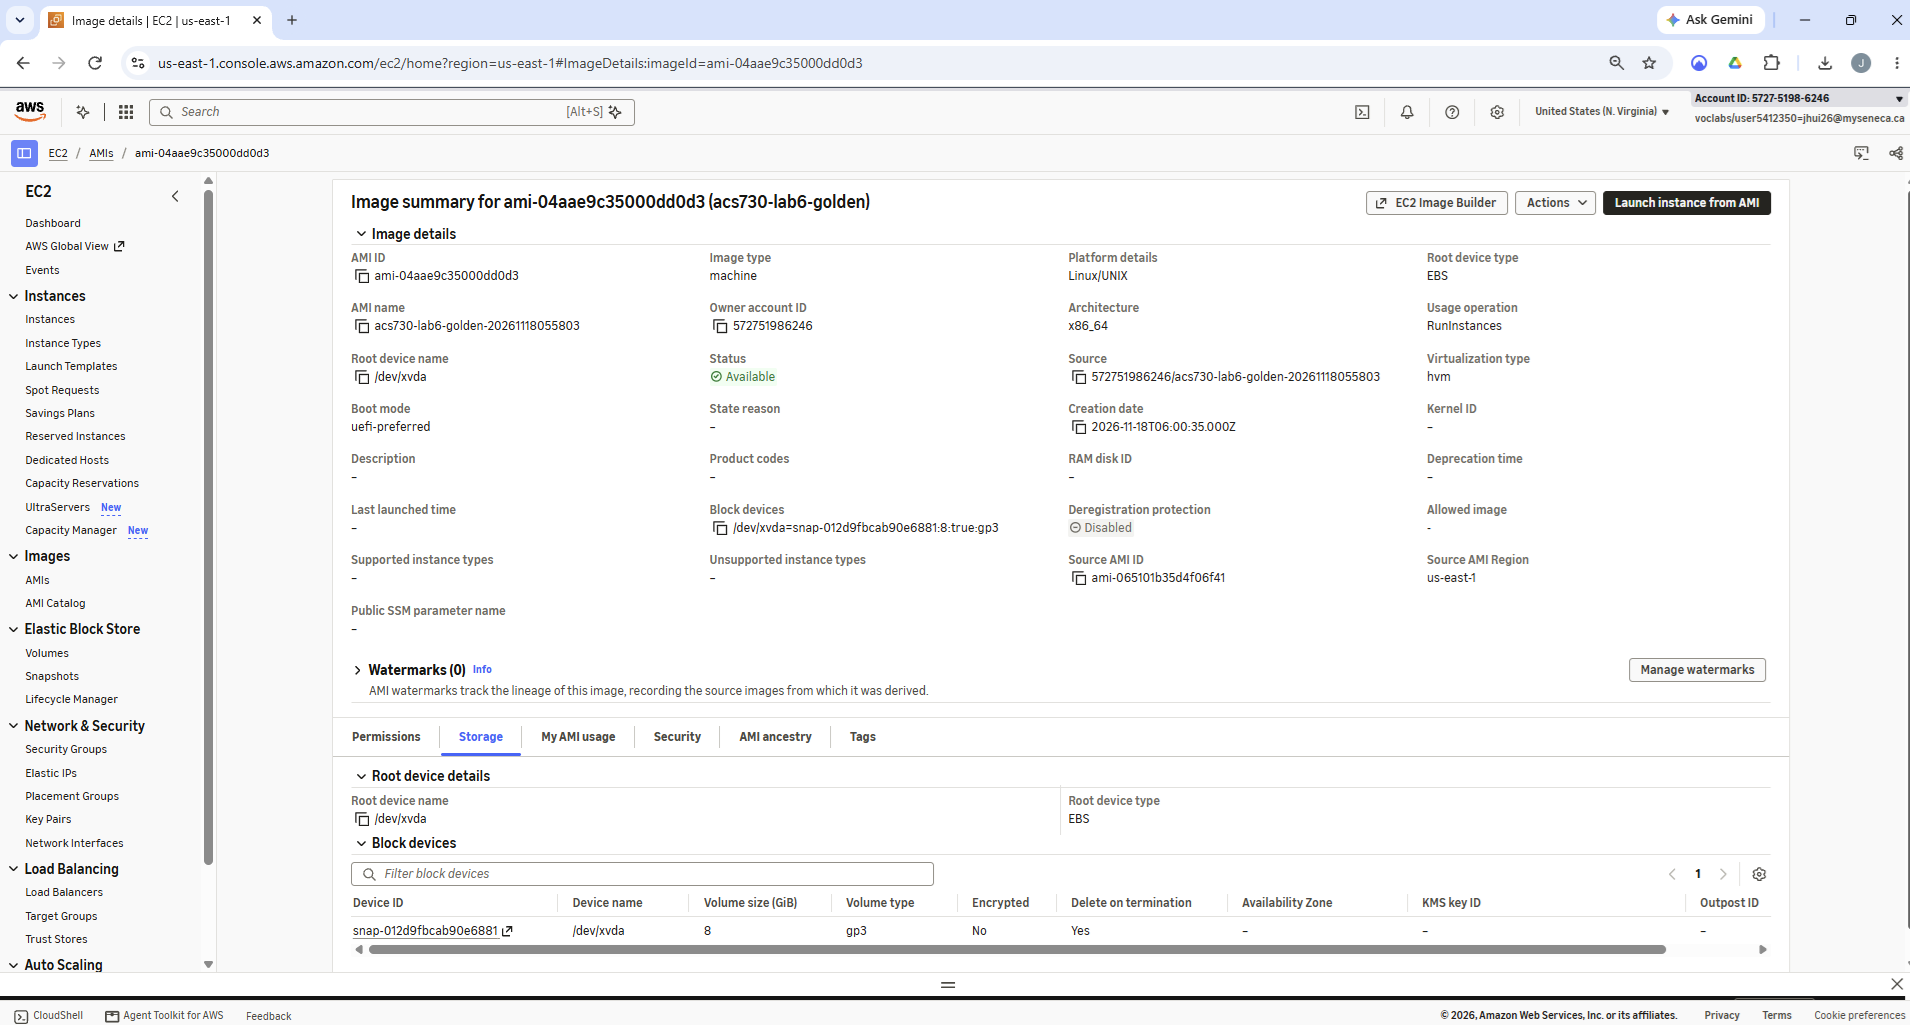 Image details | EC2 | us-east-1
Ask Gemini
us-east-1.console.aws.amazon.com/ec2/home?region=us-east-1#ImageDetails:imageId=ami-04aae9c35000dd0d3
J
aws
Search
[Alt+S]
United States (N. Virginia)
Account ID: 5727-5198-6246
voclabs/user5412350=jhui26@myseneca.ca
EC2 / AMIs / ami-04aae9c35000dd0d3
EC2
Dashboard
AWS Global View
Events
Instances
Instances
Instance Types
Launch Templates
Spot Requests
Savings Plans
Reserved Instances
Dedicated Hosts
Capacity Reservations
UltraServers New
Capacity Manager New
Images
AMIs
AMI Catalog
Elastic Block Store
Volumes
Snapshots
Lifecycle Manager
Network & Security
Security Groups
Elastic IPs
Placement Groups
Key Pairs
Network Interfaces
Load Balancing
Load Balancers
Target Groups
Trust Stores
Auto Scaling
Image summary for ami-04aae9c35000dd0d3 (acs730-lab6-golden)
EC2 Image Builder
Actions
Launch instance from AMI
Image details
AMI ID
ami-04aae9c35000dd0d3
Image type
machine
Platform details
Linux/UNIX
Root device type
EBS
AMI name
acs730-lab6-golden-20261118055803
Owner account ID
572751986246
Architecture
x86_64
Usage operation
RunInstances
Root device name
/dev/xvda
Status
Available
Source
572751986246/acs730-lab6-golden-20261118055803
Virtualization type
hvm
Boot mode
uefi-preferred
State reason
–
Creation date
2026-11-18T06:00:35.000Z
Kernel ID
–
Description
–
Product codes
–
RAM disk ID
–
Deprecation time
–
Last launched time
–
Block devices
/dev/xvda=snap-012d9fbcab90e6881:8:true:gp3
Deregistration protection
Disabled
Allowed image
-
Supported instance types
–
Unsupported instance types
–
Source AMI ID
ami-065101b35d4f06f41
Source AMI Region
us-east-1
Public SSM parameter name
–
Watermarks (0) Info
AMI watermarks track the lineage of this image, recording the source images from which it was derived.
Manage watermarks
Permissions
Storage
My AMI usage
Security
AMI ancestry
Tags
Root device details
Root device name
/dev/xvda
Root device type
EBS
Block devices
Filter block devices
1
Device ID Device name Volume size (GiB) Volume type Encrypted Delete on termination Availability Zone KMS key ID Outpost ID
snap-012d9fbcab90e6881 /dev/xvda 8 gp3 No Yes – – –
CloudShell
Agent Toolkit for AWS
Feedback
© 2026, Amazon Web Services, Inc. or its affiliates.
Privacy
Terms
Cookie preferences